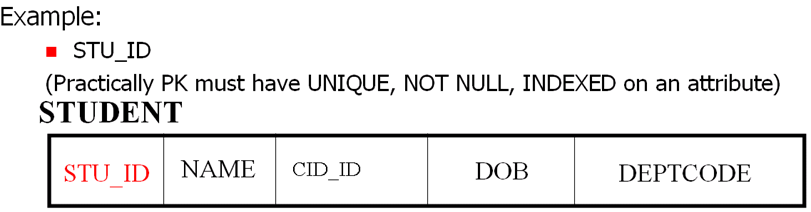 Example:
STU_ID
(Practically PK must have UNIQUE, NOT NULL, INDEXED on an attribute)
STUDENT
STU_ID NAME CID_ID DOB DEPTCODE